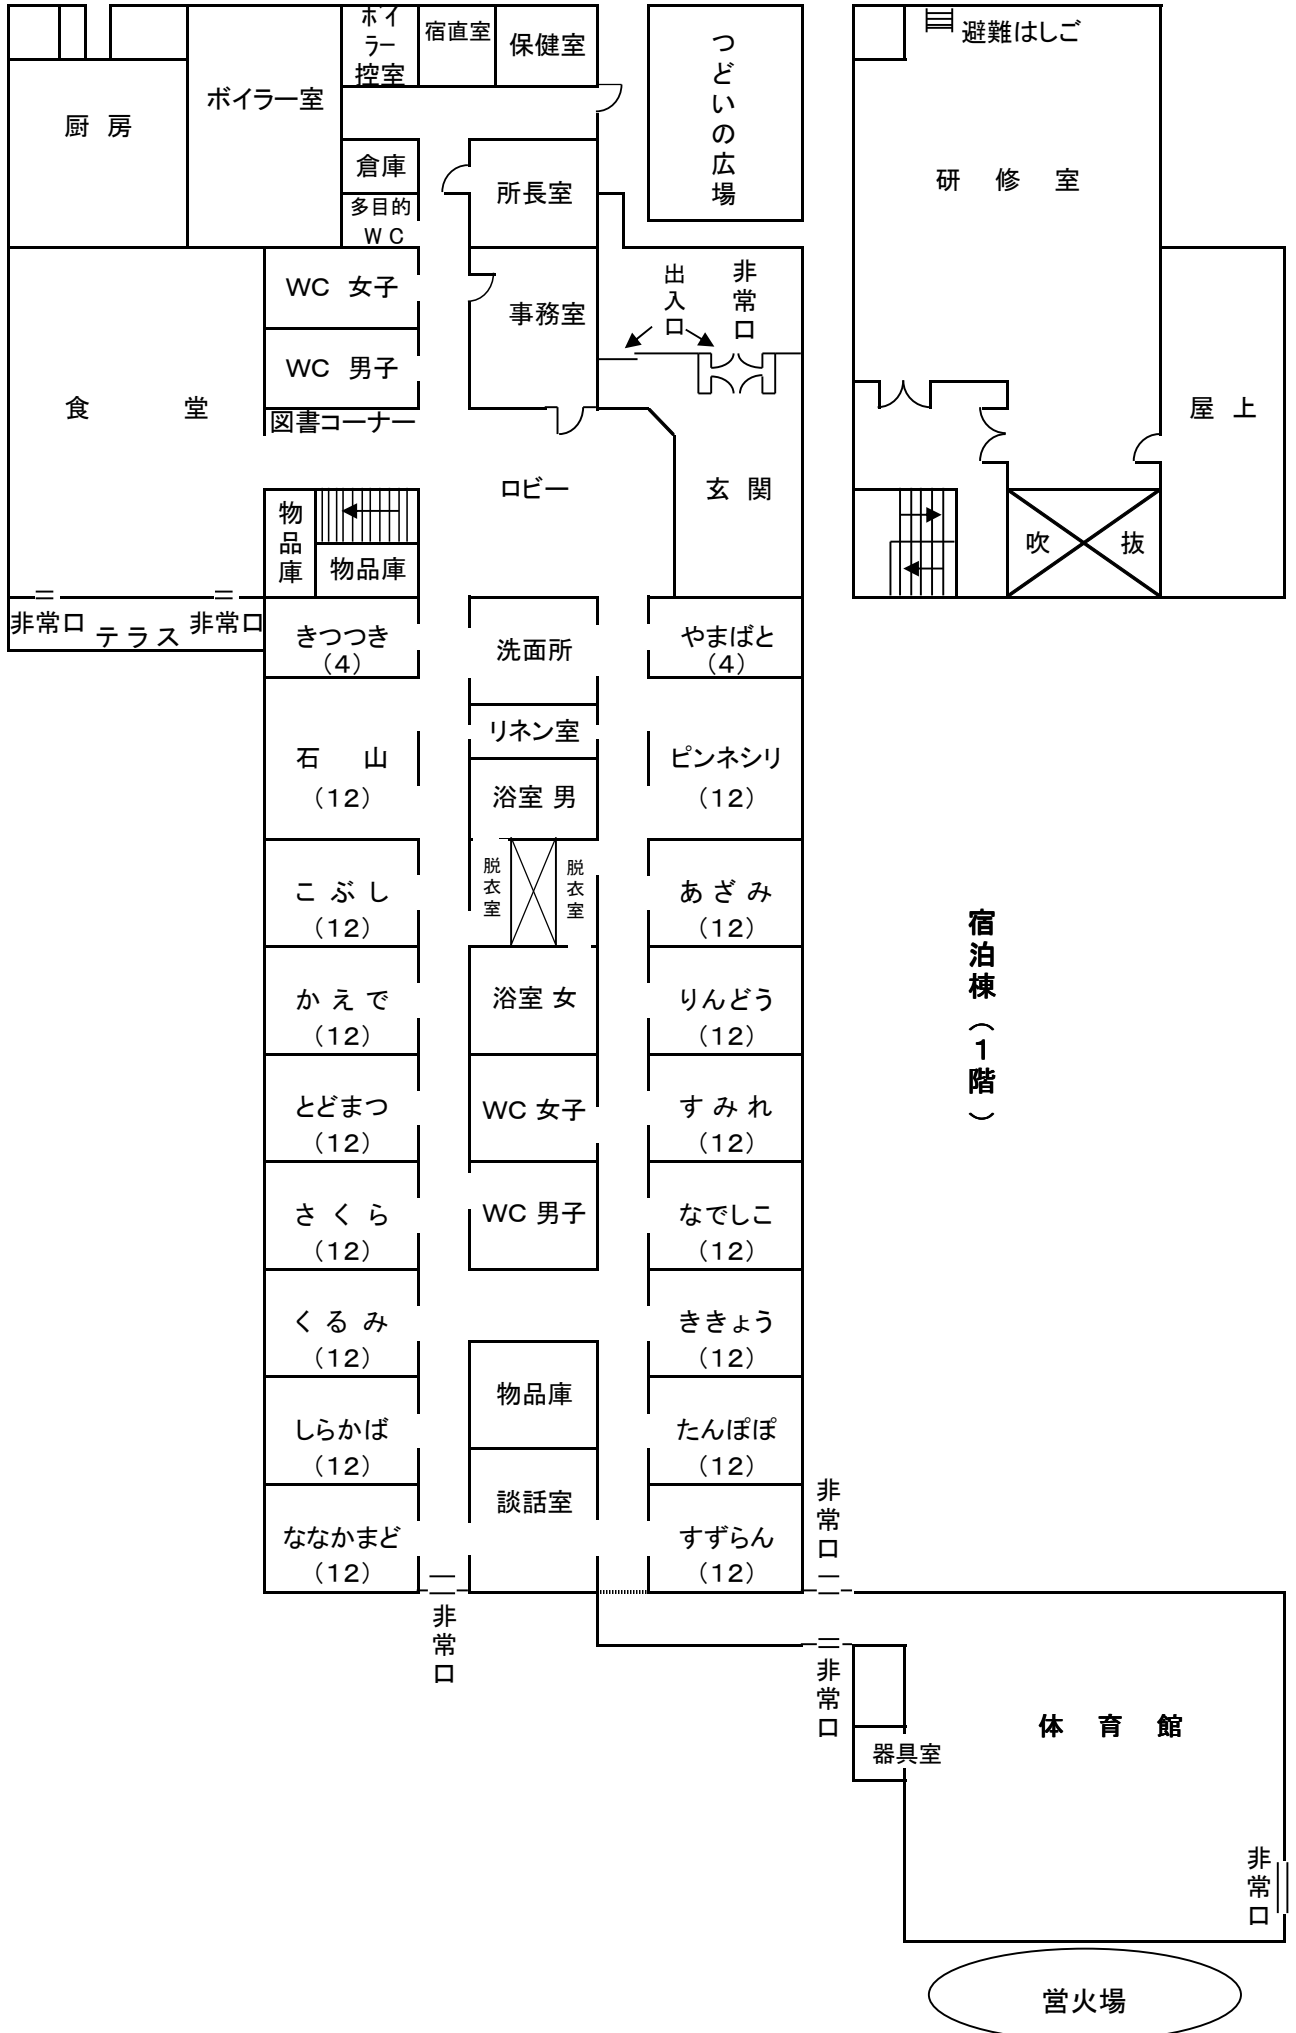 ボイ
ラー
控室
宿直室
保健室
つどいの広場
避難はしご
ボイラー室
厨 房
倉庫
多目的
WC
所長室
研 修 室
WC 女子
事務室
出入口
非常口
WC 男子
食 堂
図書コーナー
屋 上
ロビー
玄 関
物品庫
物品庫
吹 抜
非常口
テラス
非常口
きつつき
(4)
洗面所
やまばと
(4)
リネン室
石 山
(12)
ピンネシリ
(12)
浴室 男
脱衣室
脱衣室
こ ぶ し
(12)
あ ざ み
(12)
宿泊棟(1階)
か え で
(12)
浴室 女
りんどう
(12)
とどまつ
(12)
WC 女子
す み れ
(12)
さ く ら
(12)
WC 男子
なでしこ
(12)
く る み
(12)
ききょう
(12)
物品庫
しらかば
(12)
たんぽぽ
(12)
談話室
非常口
ななかまど
(12)
すずらん
(12)
非常口
非常口
体 育 館
器具室
非常口
営火場